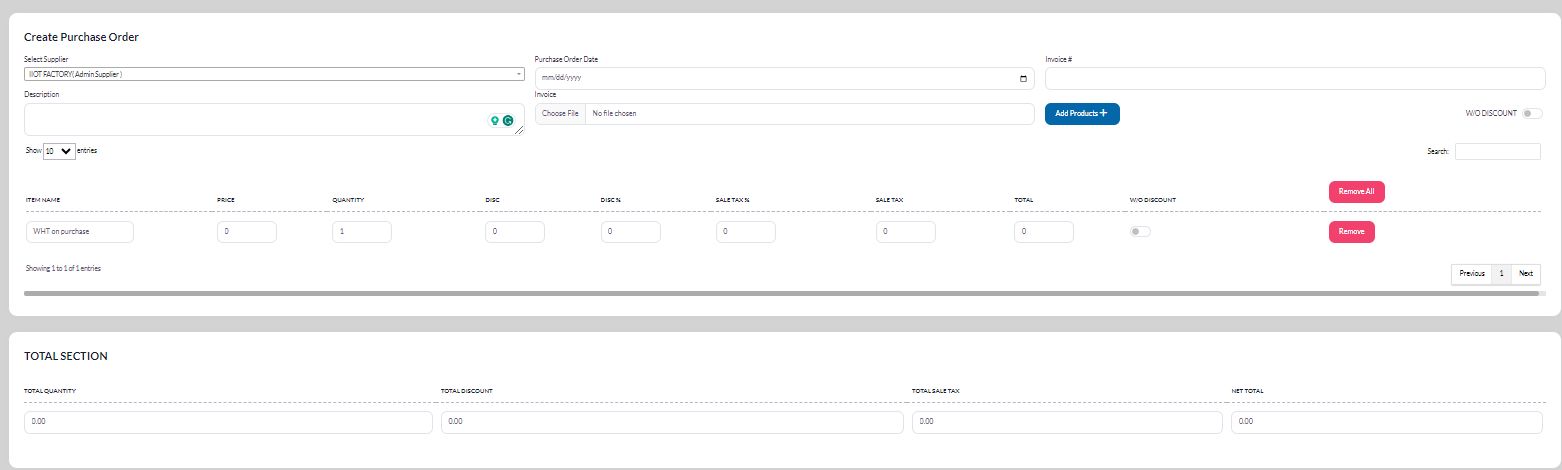 Create Purchase Order
Select Supplier Purchase Order Date Invoice #
IIOT FACTORY( Admin Supplier ) mm/dd/yyyy
Description Invoice
Choose File No file chosen Add Products + W/O DISCOUNT
Show 10 entries Search:
Remove All
ITEM NAME PRICE QUANTITY DISC DISC % SALE TAX % SALE TAX TOTAL W/O DISCOUNT
WHT on purchase 0 1 0 0 0 0 0 Remove
Showing 1 to 1 of 1 entries
Previous 1 Next
TOTAL SECTION
TOTAL QUANTITY TOTAL DISCOUNT TOTAL SALE TAX NET TOTAL
0.00 0.00 0.00 0.00